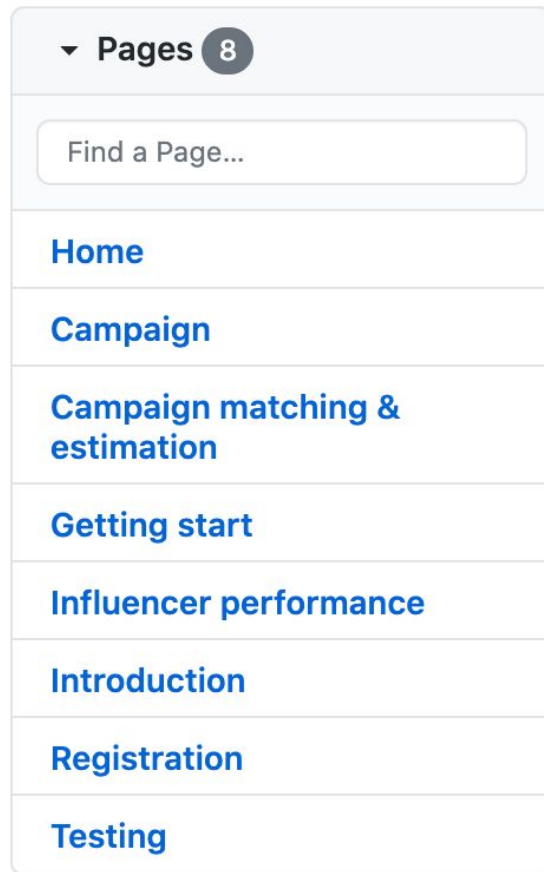 Pages 8
Find a Page...
Home
Campaign
Campaign matching &
estimation
Getting start
Influencer performance
Introduction
Registration
Testing